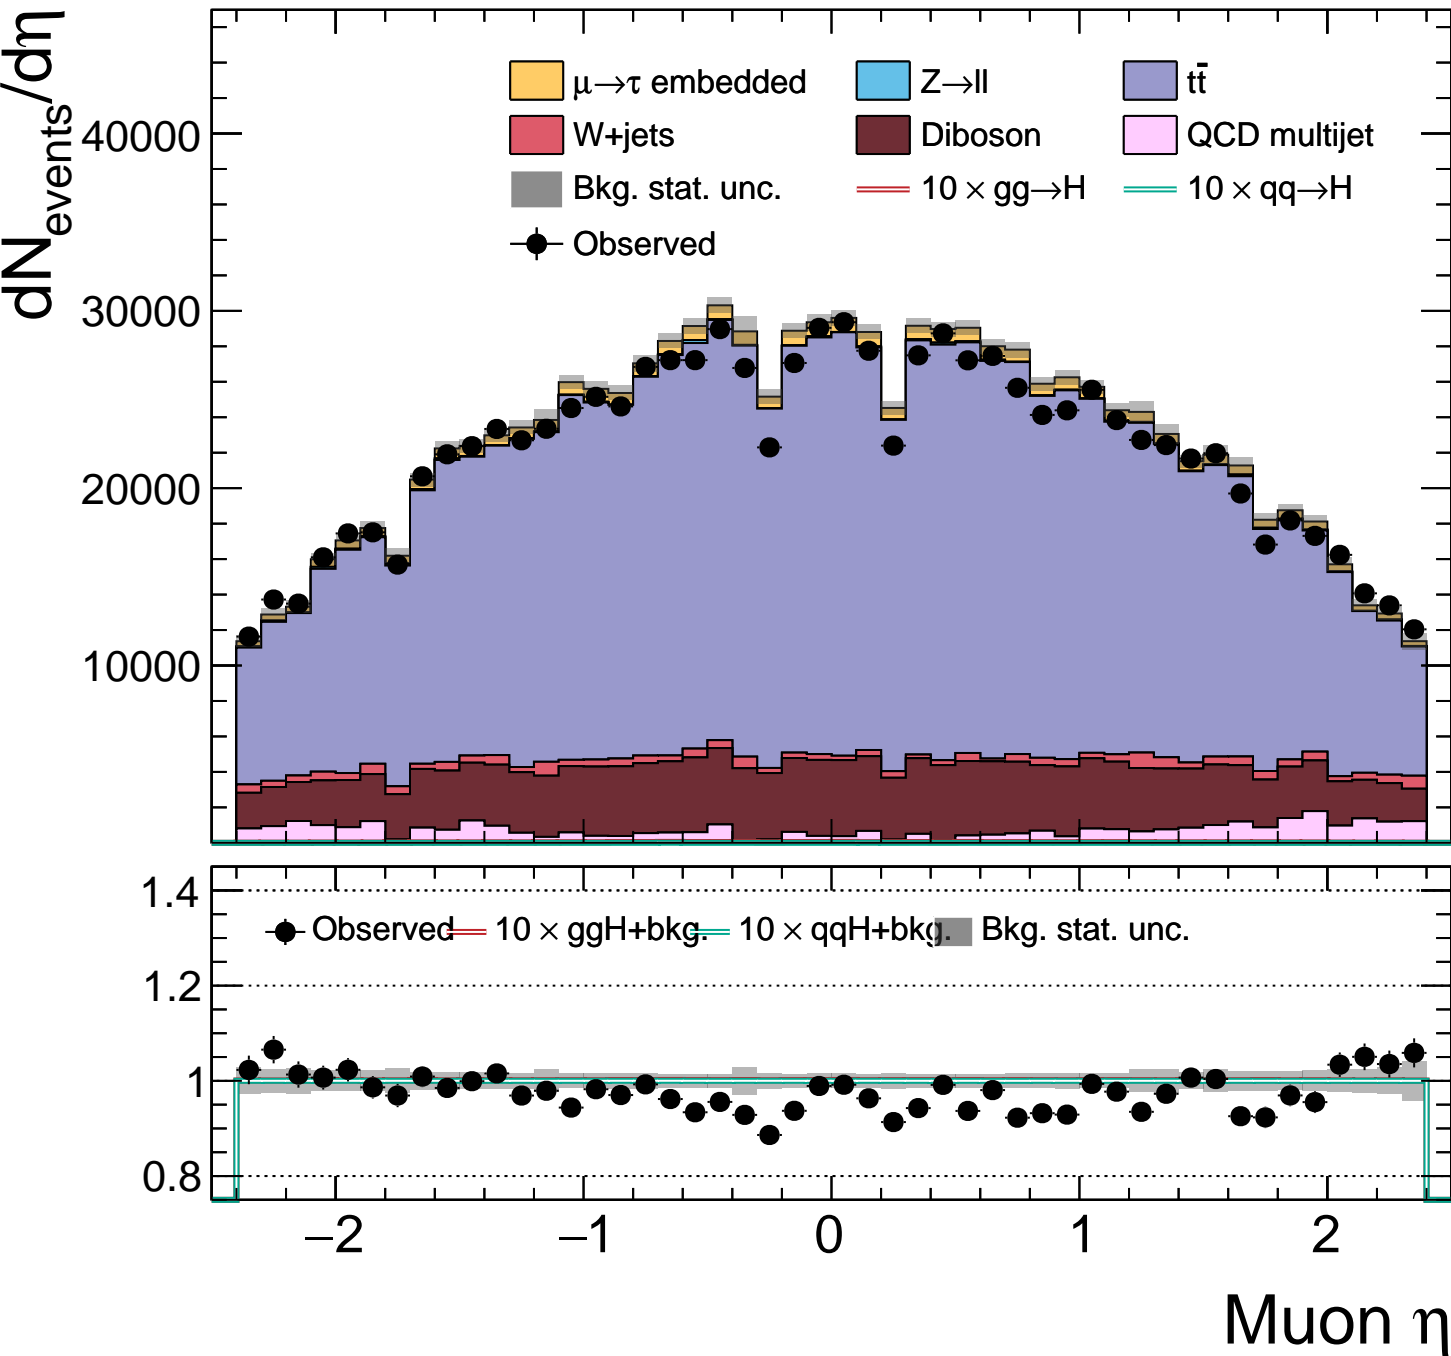 dN_events/dη
μ→τ embedded Z→ll tt̄
W+jets Diboson QCD multijet
Bkg. stat. unc. 10 × gg→H 10 × qq→H
Observed
40000
30000
20000
10000
1.4
Observed 10 × ggH+bkg. 10 × qqH+bkg. Bkg. stat. unc.
1.2
1
0.8
−2 −1 0 1 2
Muon η